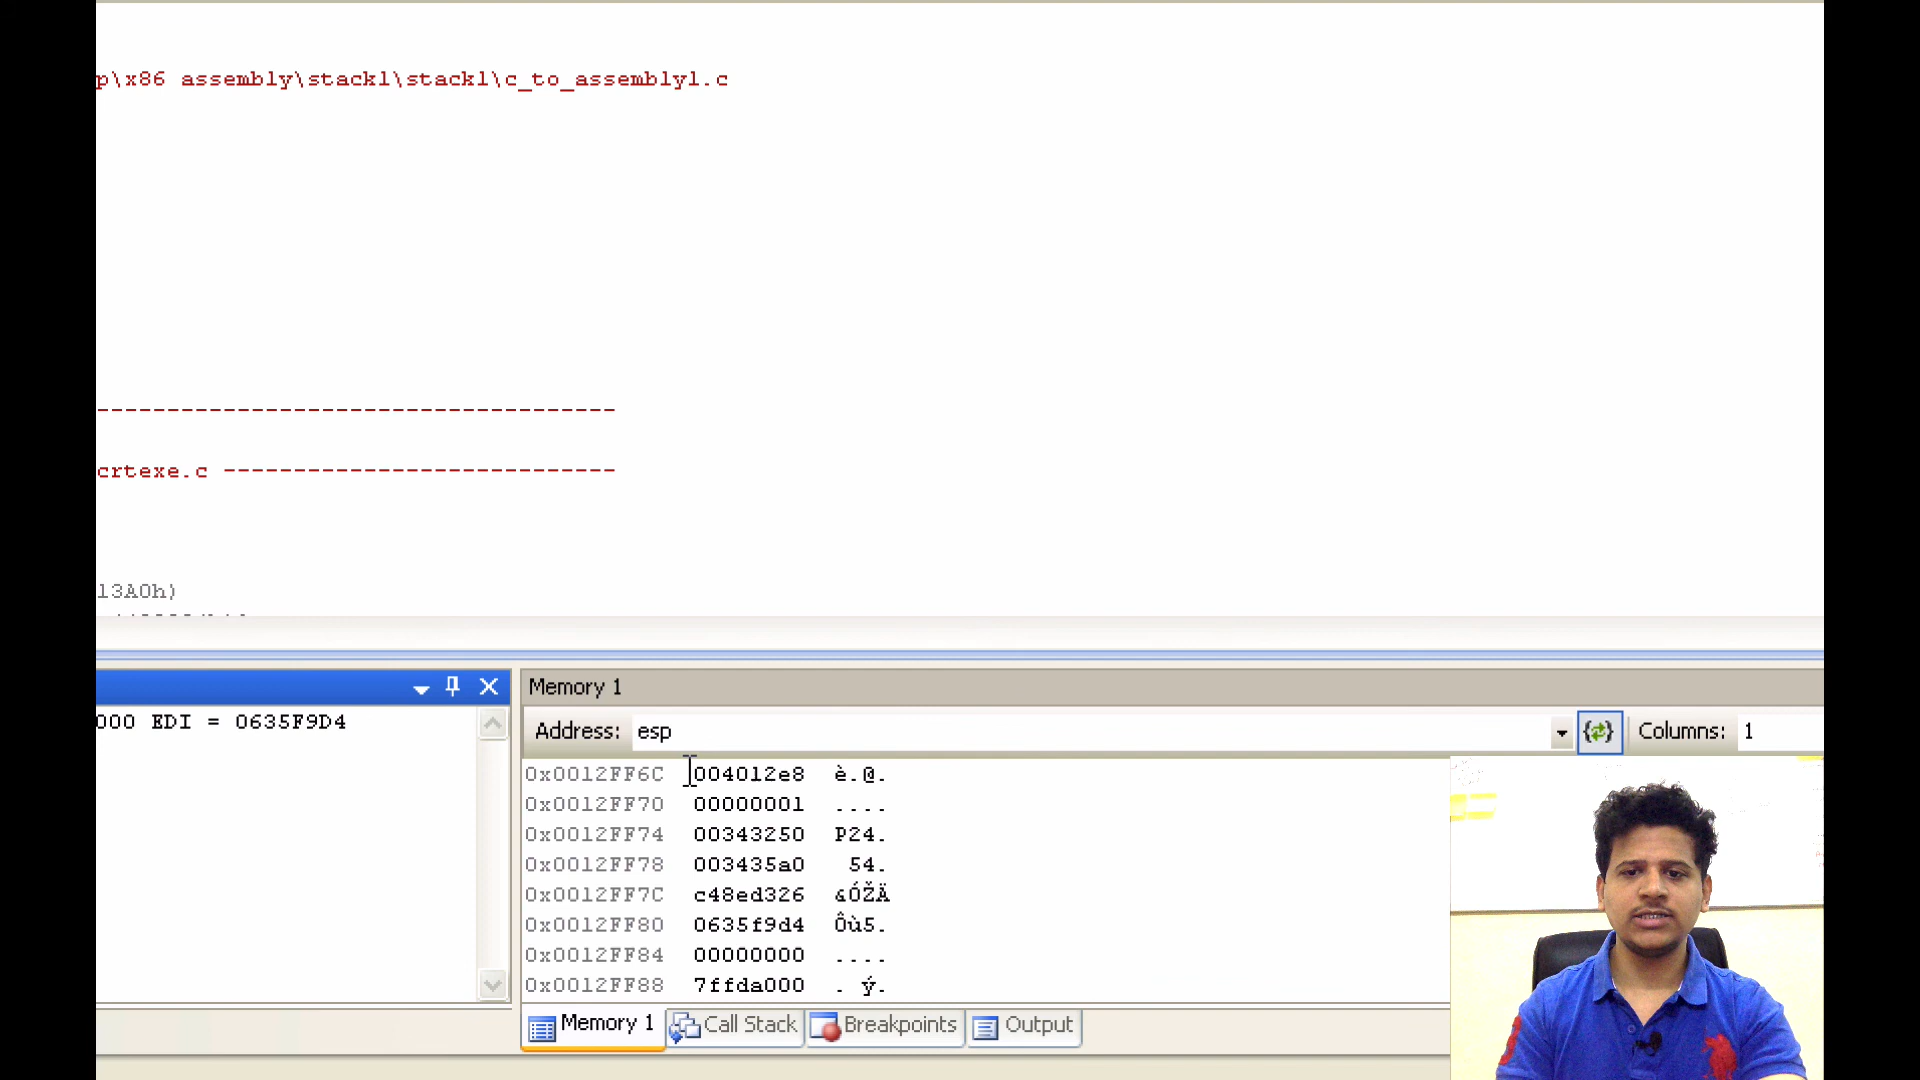 p\x86 assembly\stack1\stack1\c_to_assembly1.c
------------------------------------
crtexe.c ----------------------------
13A0h)
000 EDI = 0635F9D4
Memory 1
Address: esp
Columns: 1
0x0012FF6C 004012e8 è.@.
0x0012FF70 00000001 ....
0x0012FF74 00343250 P24.
0x0012FF78 003435a0 54.
0x0012FF7C c48ed326 &ÓŽÄ
0x0012FF80 0635f9d4 Ôù5.
0x0012FF84 00000000 ....
0x0012FF88 7ffda000 . ý.
Memory 1
Call Stack
Breakpoints
Output